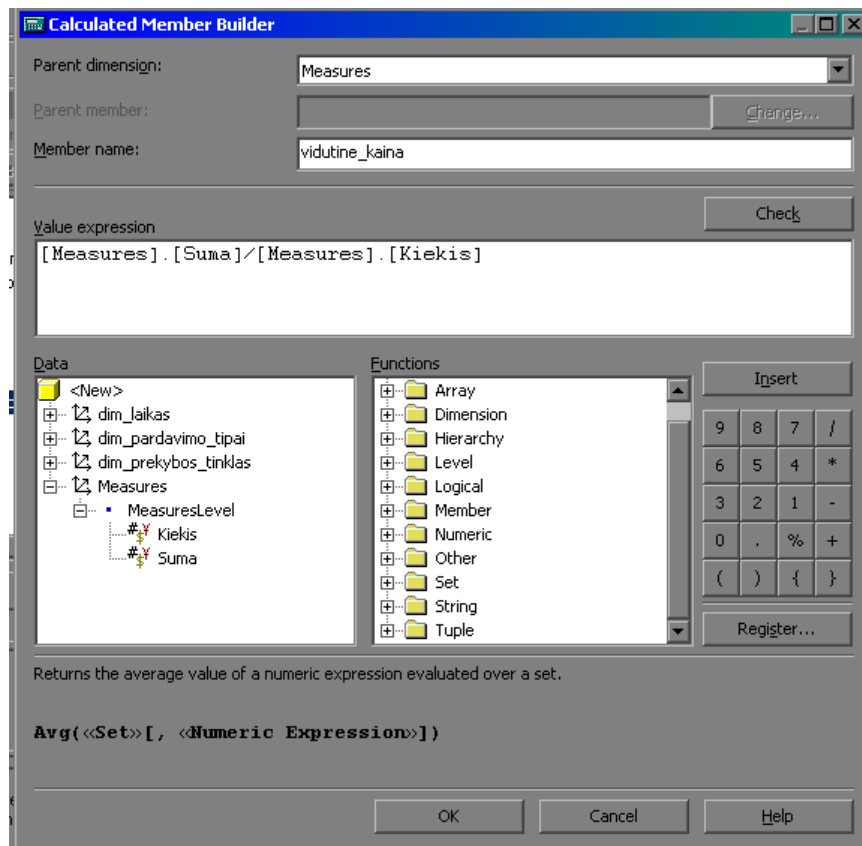 Calculated Member Builder
Parent dimension:
Measures
Parent member:
Change...
Member name:
vidutine_kaina
Check
Value expression
[Measures].[Suma]/[Measures].[Kiekis]
Data
<New>
dim_laikas
dim_pardavimo_tipai
dim_prekybos_tinklas
Measures
MeasuresLevel
Kiekis
Suma
Functions
Array
Dimension
Hierarchy
Level
Logical
Member
Numeric
Other
Set
String
Tuple
Insert
9 8 7 /
6 5 4 *
3 2 1 -
0 . % +
( ) { }
Register...
Returns the average value of a numeric expression evaluated over a set.
Avg(«Set»[, «Numeric Expression»])
OK Cancel Help